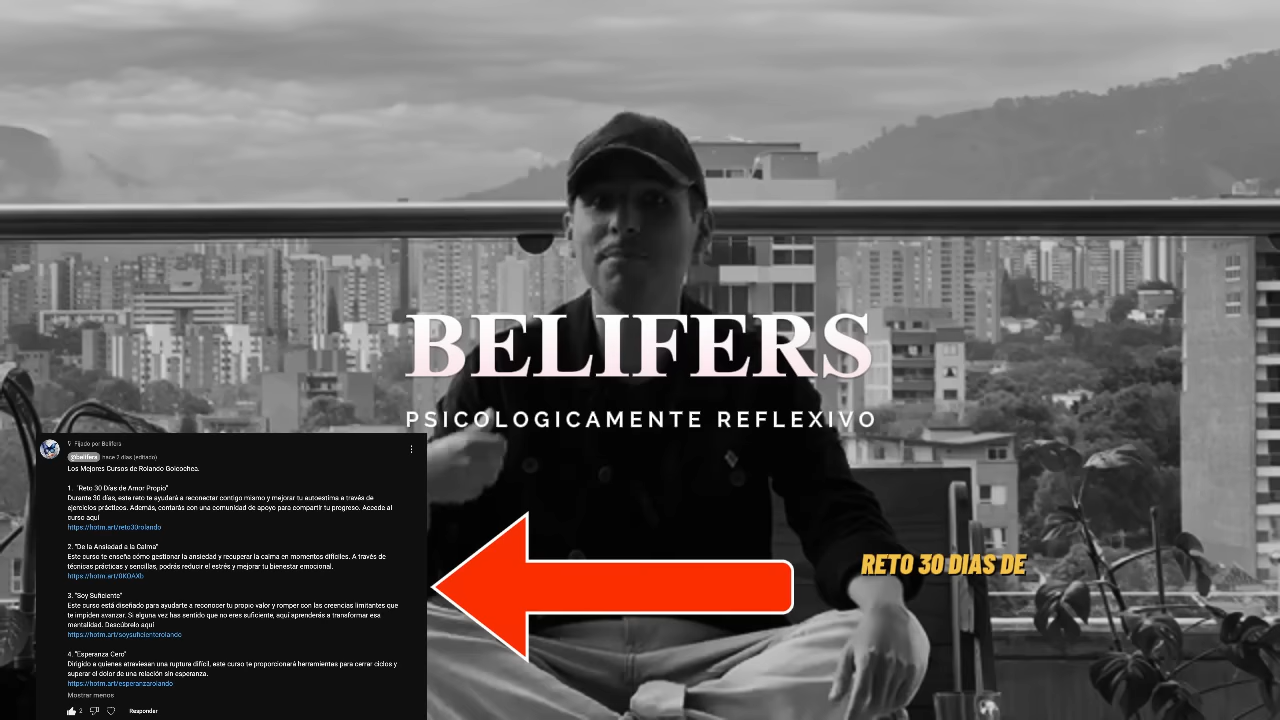 BELIFERS
PSICOLOGICAMENTE REFLEXIVO
Fijado por Belifers
@belifers hace 2 días (editado)
Los Mejores Cursos de Rolando Goicochea.
1. "Reto 30 Días de Amor Propio"
Durante 30 días, este reto te ayudará a reconectar contigo mismo y mejorar tu autoestima a través de
ejercicios prácticos. Además, contarás con una comunidad de apoyo para compartir tu progreso. Accede al
curso aquí
https://hotm.art/reto30rolando
2. "De la Ansiedad a la Calma"
Este curso te enseña cómo gestionar la ansiedad y recuperar la calma en momentos difíciles. A través de
técnicas prácticas y sencillas, podrás reducir el estrés y mejorar tu bienestar emocional.
https://hotm.art/0KOAXb
3. "Soy Suficiente"
Este curso está diseñado para ayudarte a reconocer tu propio valor y romper con las creencias limitantes que
te impiden avanzar. Si alguna vez has sentido que no eres suficiente, aquí aprenderás a transformar esa
mentalidad. Descúbrelo aquí
https://hotm.art/soysuficienterolando
4. "Esperanza Cero"
Dirigido a quienes atraviesan una ruptura difícil, este curso te proporcionará herramientas para cerrar ciclos y
superar el dolor de una relación sin esperanza.
https://hotm.art/esperanzarolando
Mostrar menos
2 Responder
RETO 30 DIAS DE